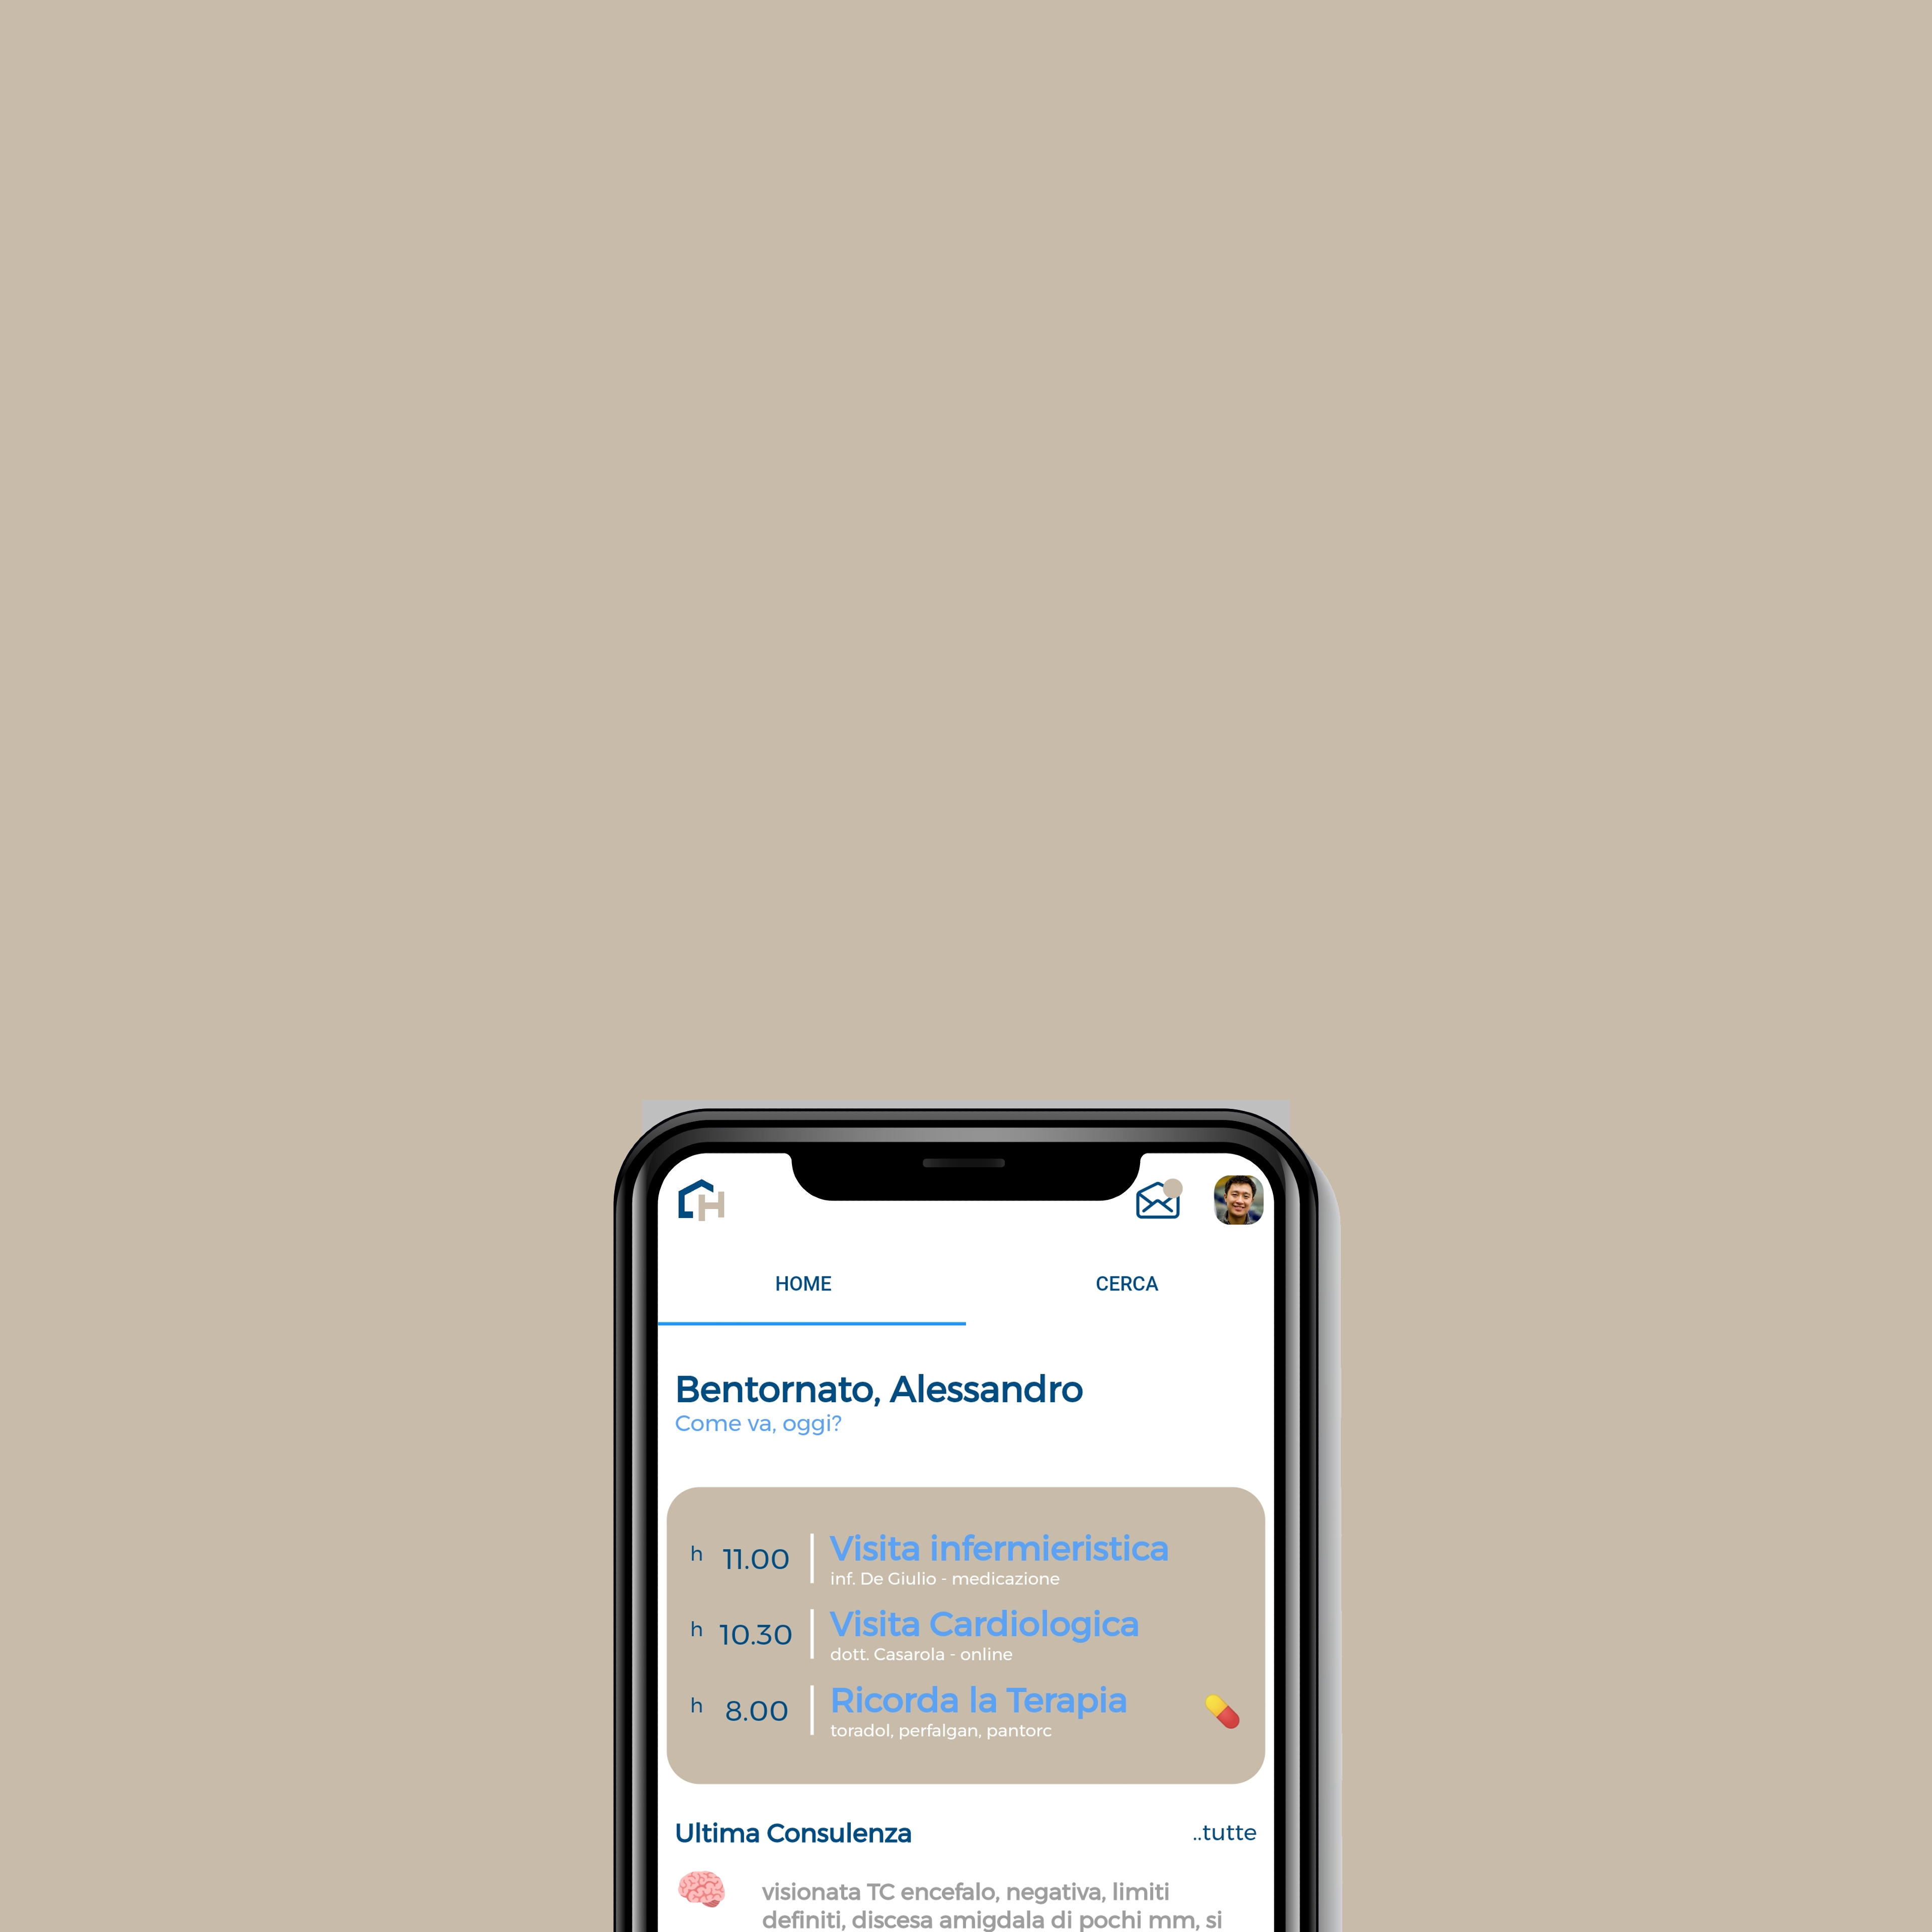 HOME
CERCA
Bentornato, Alessandro
Come va, oggi?
h 11.00
Visita infermieristica
inf. De Giulio - medicazione
h 10.30
Visita Cardiologica
dott. Casarola - online
h 8.00
Ricorda la Terapia
toradol, perfalgan, pantorc
Ultima Consulenza
..tutte
visionata TC encefalo, negativa, limiti
definiti, discesa amigdala di pochi mm, si